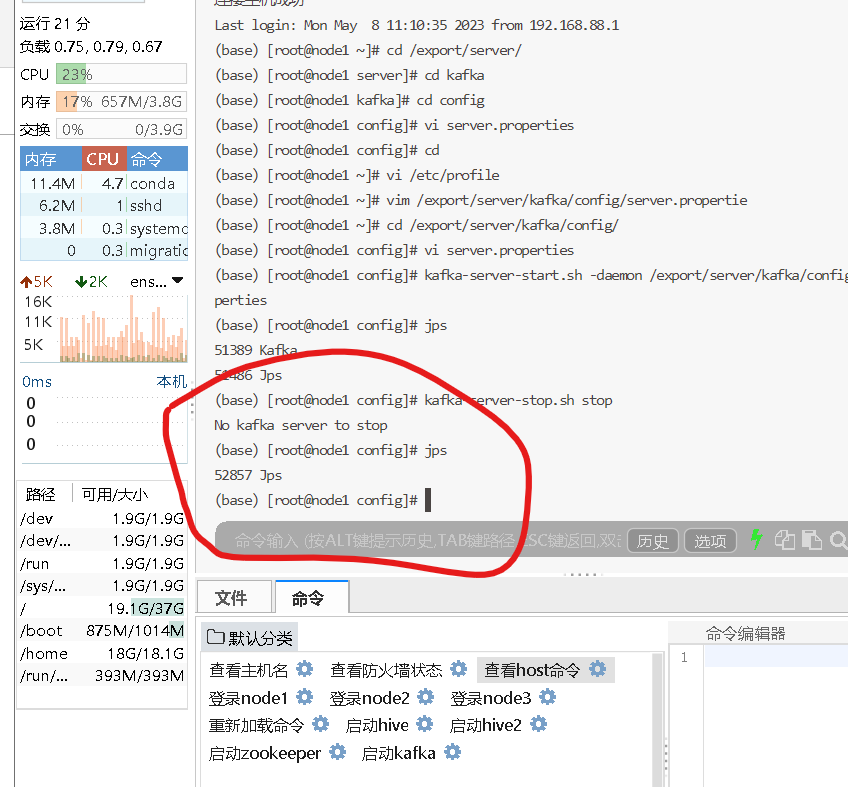 连接主机成功
Last login: Mon May  8 11:10:35 2023 from 192.168.88.1
(base) [root@node1 ~]# cd /export/server/
(base) [root@node1 server]# cd kafka
(base) [root@node1 kafka]# cd config
(base) [root@node1 config]# vi server.properties
(base) [root@node1 config]# cd
(base) [root@node1 ~]# vi /etc/profile
(base) [root@node1 ~]# vim /export/server/kafka/config/server.propertie
(base) [root@node1 ~]# cd /export/server/kafka/config/
(base) [root@node1 config]# vi server.properties
(base) [root@node1 config]# kafka-server-start.sh -daemon /export/server/kafka/config
perties
(base) [root@node1 config]# jps
51389 Kafka
51486 Jps
(base) [root@node1 config]# kafka-server-stop.sh stop
No kafka server to stop
(base) [root@node1 config]# jps
52857 Jps
(base) [root@node1 config]#
命令输入 (按ALT键提示历史,TAB键路径,ESC键返回,双击
历史
选项
运行 21 分
负载 0.75, 0.79, 0.67
CPU 23%
内存 17% 657M/3.8G
交换 0% 0/3.9G
内存 CPU 命令
11.4M 4.7 conda
6.2M 1 sshd
3.8M 0.3 systemd
0 0.3 migratic
5K 2K ens...
16K
11K
5K
0ms 本机
0
0
0
路径 可用/大小
/dev 1.9G/1.9G
/dev/... 1.9G/1.9G
/run 1.9G/1.9G
/sys/... 1.9G/1.9G
/ 19.1G/37G
/boot 875M/1014M
/home 18G/18.1G
/run/... 393M/393M
文件 命令
默认分类
查看主机名 查看防火墙状态 查看host命令
登录node1 登录node2 登录node3
重新加载命令 启动hive 启动hive2
启动zookeeper 启动kafka
命令编辑器
1